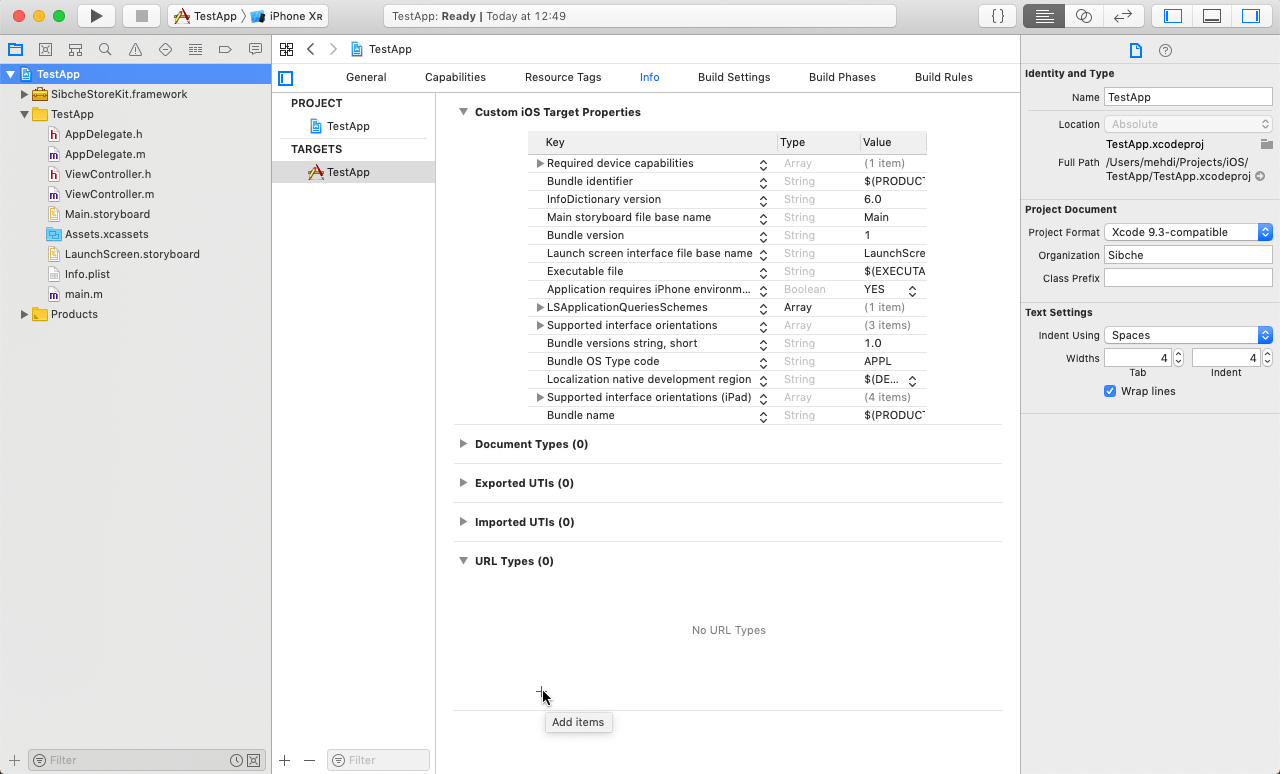 TestApp
iPhone XR
TestApp: Ready | Today at 12:49
TestApp
SibcheStoreKit.framework
TestApp
AppDelegate.h
AppDelegate.m
ViewController.h
ViewController.m
Main.storyboard
Assets.xcassets
LaunchScreen.storyboard
Info.plist
main.m
Products
Filter
TestApp
General Capabilities Resource Tags Info Build Settings Build Phases Build Rules
PROJECT
TestApp
TARGETS
TestApp
Filter
Custom iOS Target Properties
Key Type Value
Required device capabilities Array (1 item)
Bundle identifier String $(PRODUCT
InfoDictionary version String 6.0
Main storyboard file base name String Main
Bundle version String 1
Launch screen interface file base name String LaunchScre
Executable file String $(EXECUTA
Application requires iPhone environm... Boolean YES
LSApplicationQueriesSchemes Array (1 item)
Supported interface orientations Array (3 items)
Bundle versions string, short String 1.0
Bundle OS Type code String APPL
Localization native development region String $(DE...
Supported interface orientations (iPad) Array (4 items)
Bundle name String $(PRODUCT
Document Types (0)
Exported UTIs (0)
Imported UTIs (0)
URL Types (0)
No URL Types
Add items
Identity and Type
Name TestApp
Location Absolute
TestApp.xcodeproj
Full Path /Users/mehdi/Projects/iOS/
TestApp/TestApp.xcodeproj
Project Document
Project Format Xcode 9.3-compatible
Organization Sibche
Class Prefix
Text Settings
Indent Using Spaces
Widths 4 4
Tab Indent
Wrap lines